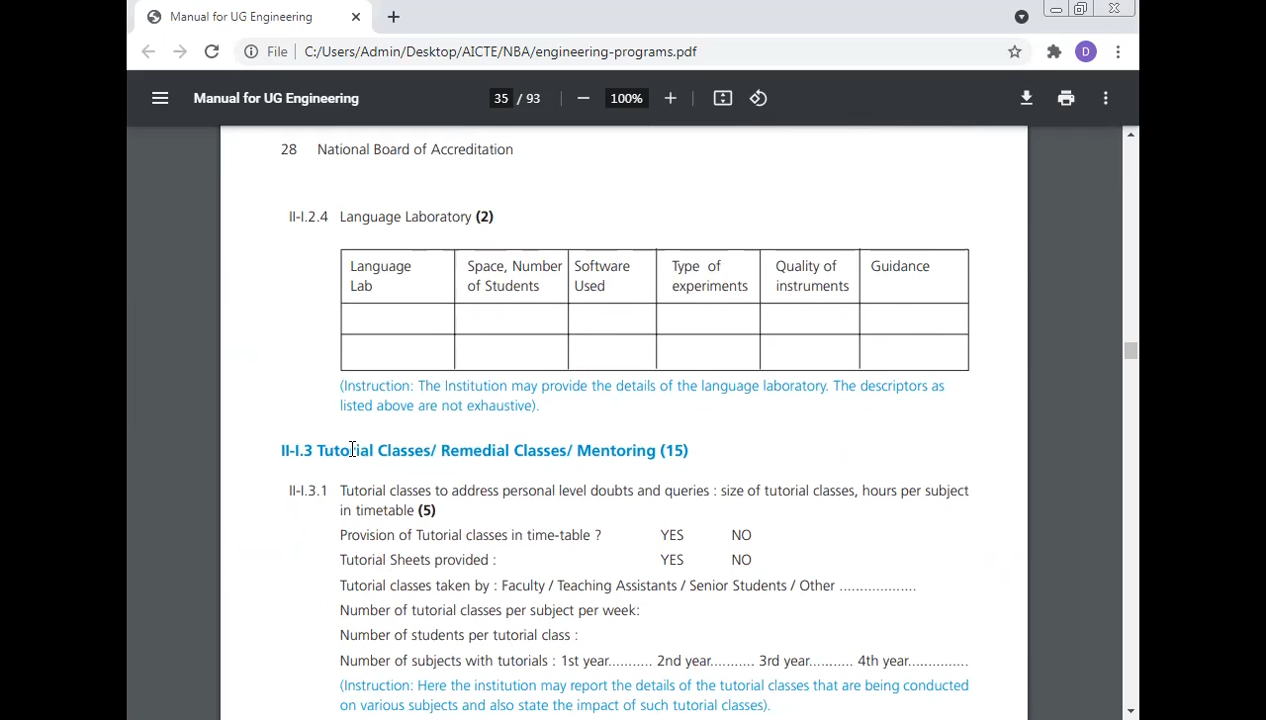 Manual for UG Engineering
File C:/Users/Admin/Desktop/AICTE/NBA/engineering-programs.pdf
D
Manual for UG Engineering 35 / 93 100%
28 National Board of Accreditation
II-I.2.4 Language Laboratory (2)
Language Lab
Space, Number of Students
Software Used
Type of experiments
Quality of instruments
Guidance
(Instruction: The Institution may provide the details of the language laboratory. The descriptors as
listed above are not exhaustive).
II-I.3 Tutorial Classes/ Remedial Classes/ Mentoring (15)
II-I.3.1 Tutorial classes to address personal level doubts and queries : size of tutorial classes, hours per subject
in timetable (5)
Provision of Tutorial classes in time-table ? YES NO
Tutorial Sheets provided : YES NO
Tutorial classes taken by : Faculty / Teaching Assistants / Senior Students / Other ..................
Number of tutorial classes per subject per week:
Number of students per tutorial class :
Number of subjects with tutorials : 1st year.......... 2nd year.......... 3rd year.......... 4th year..............
(Instruction: Here the institution may report the details of the tutorial classes that are being conducted
on various subjects and also state the impact of such tutorial classes).